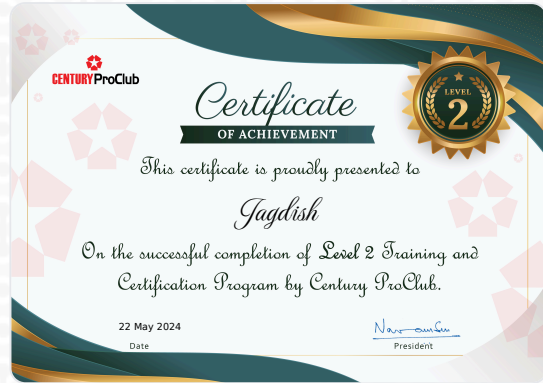 CENTURY ProClub
Certificate
OF ACHIEVEMENT
LEVEL
2
This certificate is proudly presented to
Jagdish
On the successful completion of Level 2 Training and
Certification Program by Century ProClub.
22 May 2024
Date
President